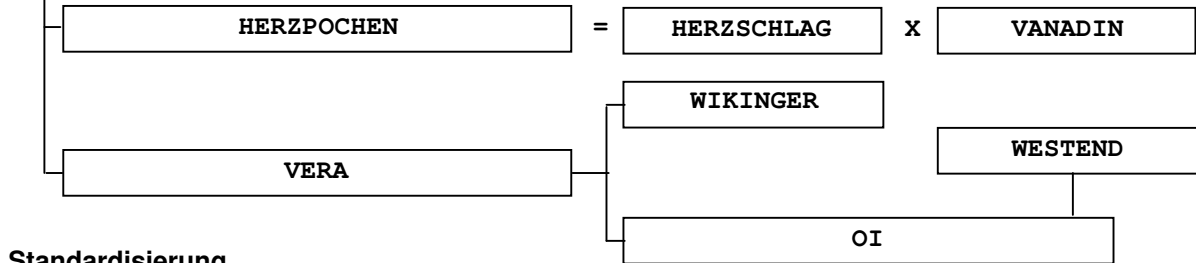 HERZPOCHEN = HERZSCHLAG X VANADIN
WIKINGER
WESTEND
VERA
OI
Standardisierung